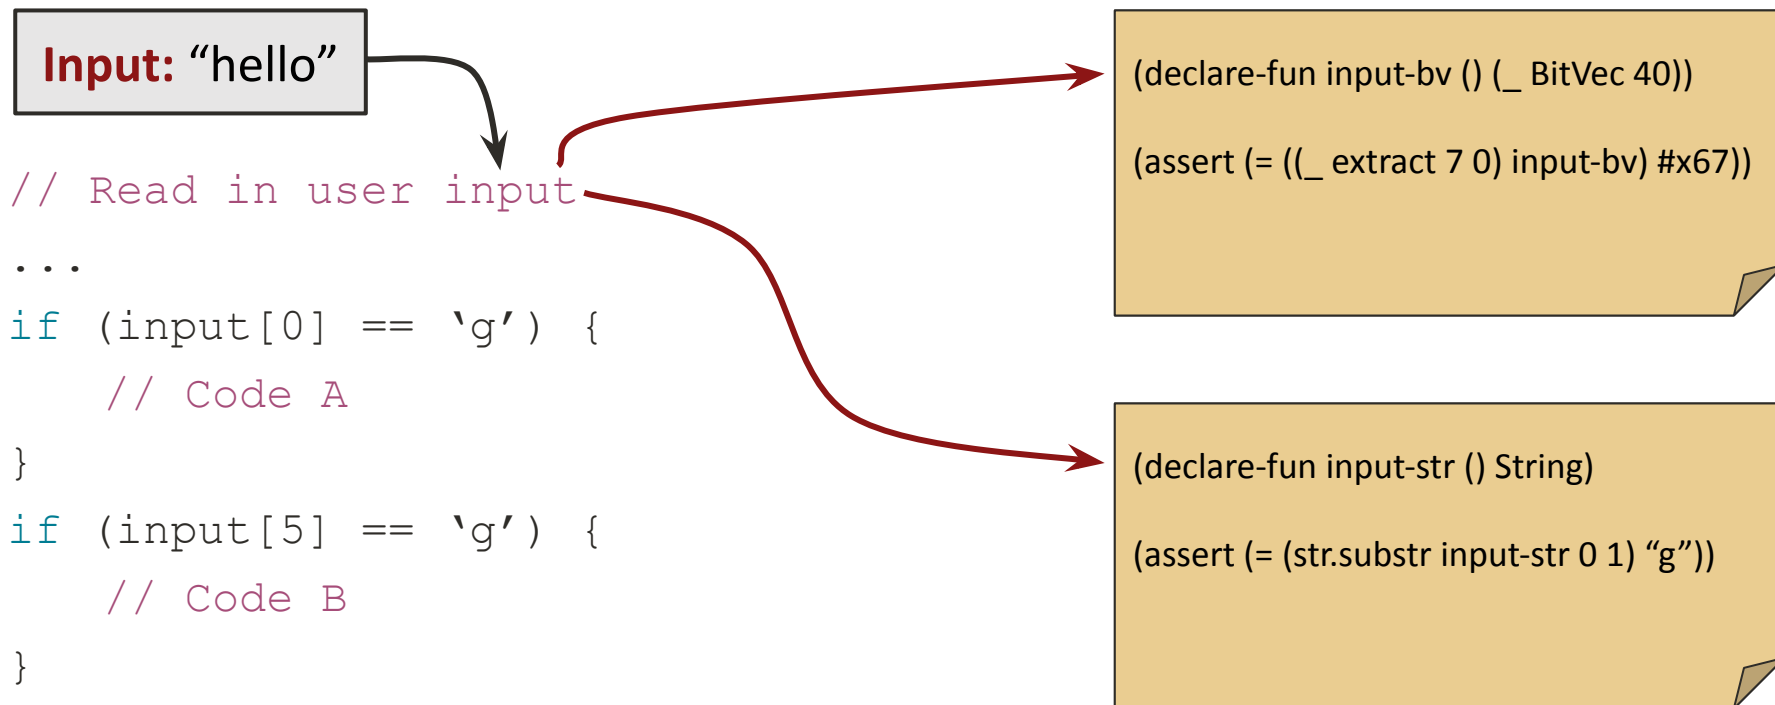 Input: “hello”
// Read in user input
...
if (input[0] == ‘g’) {
// Code A
}
if (input[5] == ‘g’) {
// Code B
}
(declare-fun input-bv () (_ BitVec 40))
(assert (= ((_ extract 7 0) input-bv) #x67))
(declare-fun input-str () String)
(assert (= (str.substr input-str 0 1) “g”))